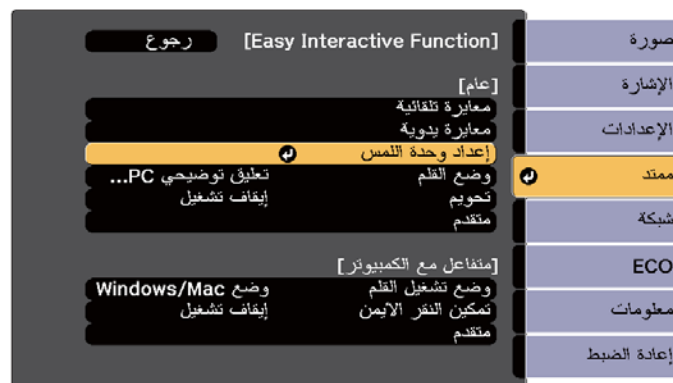 [Easy Interactive Function] رجوع
[عام]
معايرة تلقائية
معايرة يدوية
إعداد وحدة اللمس
وضع القلم تعليق توضيحي PC...
تحويم إيقاف تشغيل
متقدم
[متفاعل مع الكمبيوتر]
وضع تشغيل القلم وضع Windows/Mac
تمكين النقر الأيمن إيقاف تشغيل
متقدم
صورة
الإشارة
الإعدادات
ممتد
شبكة
ECO
معلومات
إعادة الضبط